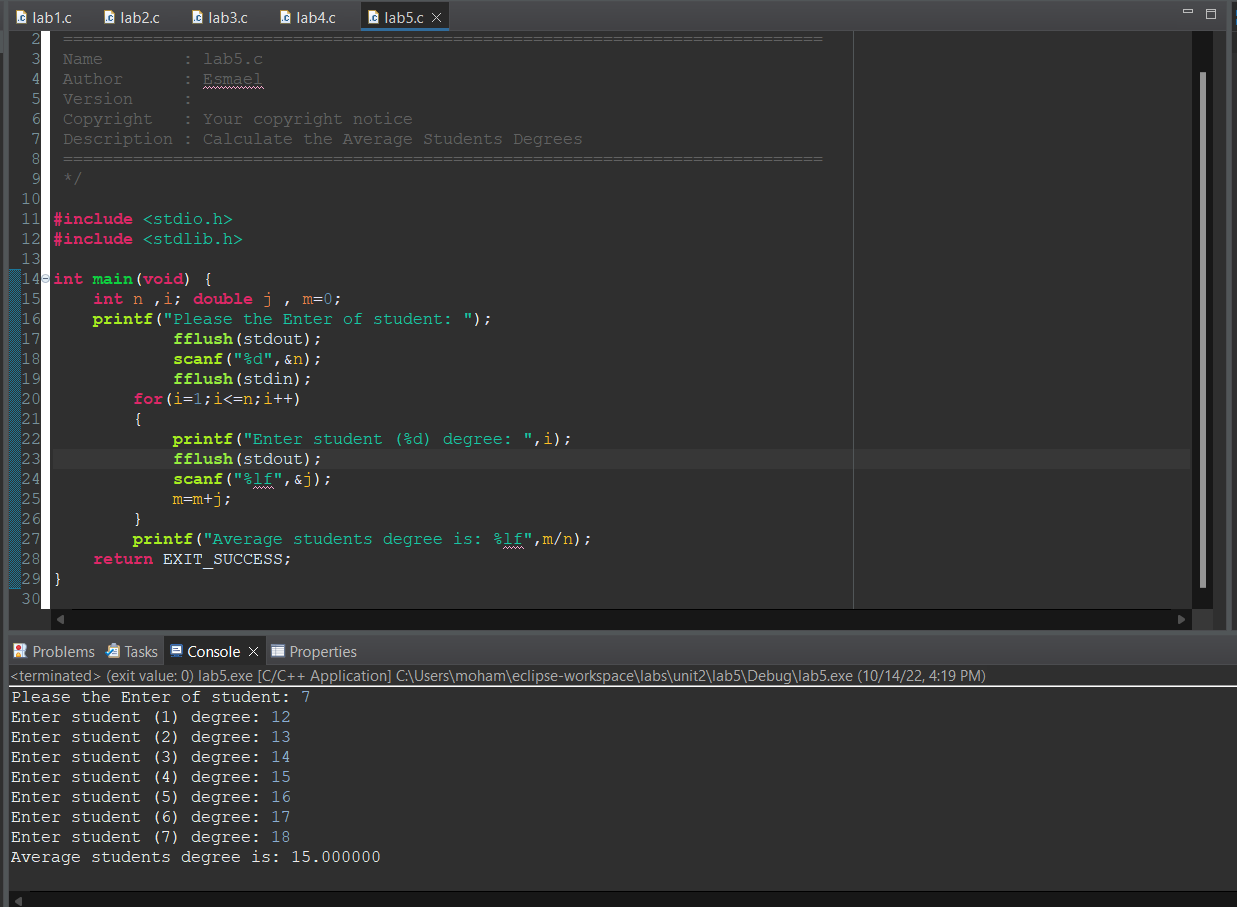 lab1.c lab2.c lab3.c lab4.c lab5.c
2 ============================================================================
3 Name        : lab5.c
4 Author      : Esmael
5 Version     :
6 Copyright   : Your copyright notice
7 Description : Calculate the Average Students Degrees
8 ============================================================================
9 */
10
11 #include <stdio.h>
12 #include <stdlib.h>
13
14 int main(void) {
15     int n ,i; double j , m=0;
16     printf("Please the Enter of student: ");
17             fflush(stdout);
18             scanf("%d",&n);
19             fflush(stdin);
20         for(i=1;i<=n;i++)
21         {
22             printf("Enter student (%d) degree: ",i);
23             fflush(stdout);
24             scanf("%lf",&j);
25             m=m+j;
26         }
27         printf("Average students degree is: %lf",m/n);
28     return EXIT_SUCCESS;
29 }
30
Problems Tasks Console Properties
<terminated> (exit value: 0) lab5.exe [C/C++ Application] C:\Users\moham\eclipse-workspace\labs\unit2\lab5\Debug\lab5.exe (10/14/22, 4:19 PM)
Please the Enter of student: 7
Enter student (1) degree: 12
Enter student (2) degree: 13
Enter student (3) degree: 14
Enter student (4) degree: 15
Enter student (5) degree: 16
Enter student (6) degree: 17
Enter student (7) degree: 18
Average students degree is: 15.000000